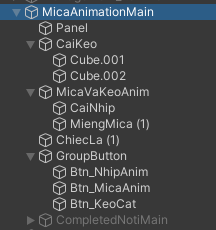 MicaAnimationMain
Panel
CaiKeo
Cube.001
Cube.002
MicaVaKeoAnim
CaiNhip
MiengMica (1)
ChiecLa (1)
GroupButton
Btn_NhipAnim
Btn_MicaAnim
Btn_KeoCat
CompletedNotiMain